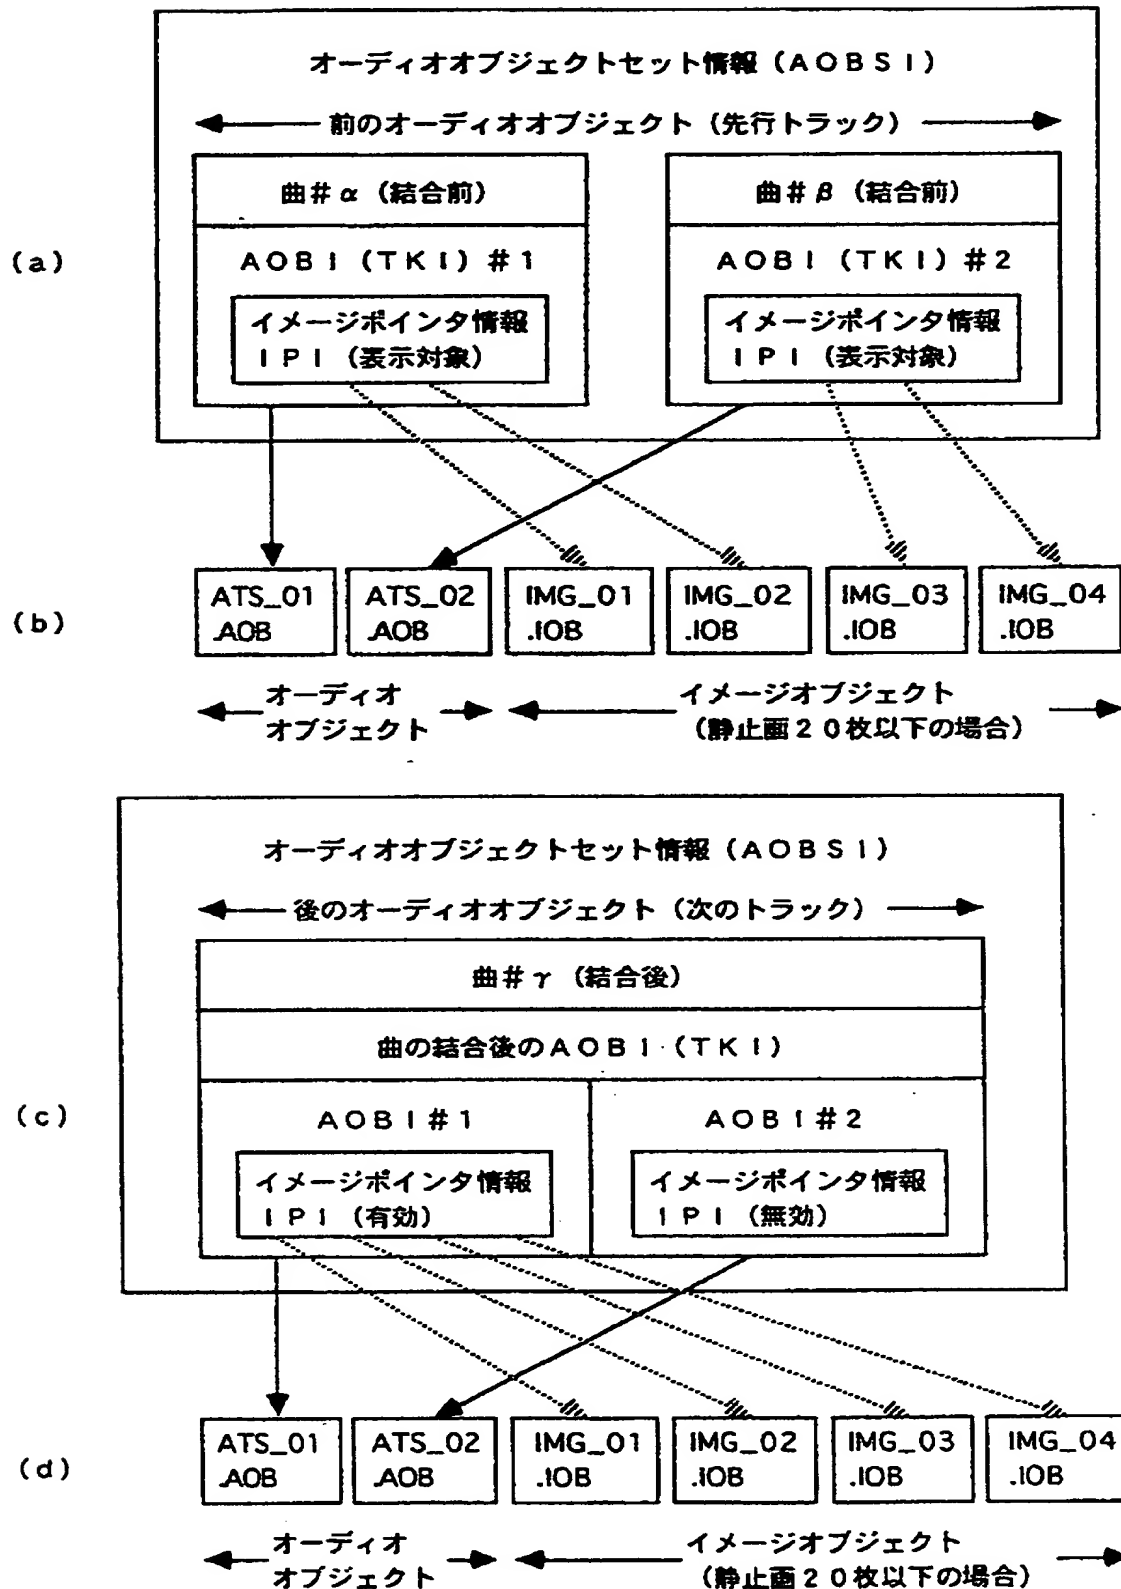 オーディオオブジェクトセット情報（AOBSI）
前のオーディオオブジェクト（先行トラック）
曲＃α（結合前）
曲＃β（結合前）
(a)
AOBI（TKI）＃1
AOBI（TKI）＃2
イメージポインタ情報
IPI（表示対象）
イメージポインタ情報
IPI（表示対象）
(b)
ATS_01
.AOB
ATS_02
.AOB
IMG_01
.IOB
IMG_02
.IOB
IMG_03
.IOB
IMG_04
.IOB
オーディオ
オブジェクト
イメージオブジェクト
（静止画20枚以下の場合）
オーディオオブジェクトセット情報（AOBSI）
後のオーディオオブジェクト（次のトラック）
曲＃γ（結合後）
曲の結合後のAOBI（TKI）
(c)
AOBI＃1
AOBI＃2
イメージポインタ情報
IPI（有効）
イメージポインタ情報
IPI（無効）
(d)
ATS_01
.AOB
ATS_02
.AOB
IMG_01
.IOB
IMG_02
.IOB
IMG_03
.IOB
IMG_04
.IOB
オーディオ
オブジェクト
イメージオブジェクト
（静止画20枚以下の場合）